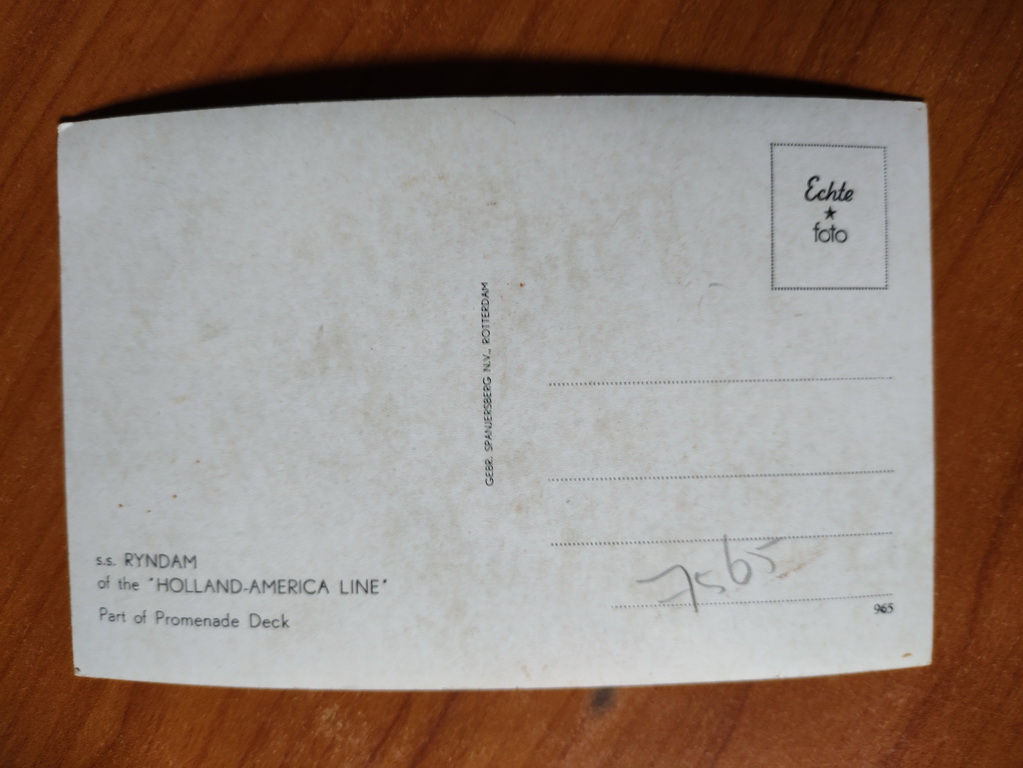 Echte
★
foto
GEBR. SPANJERSBERG N.V., ROTTERDAM
s.s. RYNDAM
of the "HOLLAND-AMERICA LINE"
Part of Promenade Deck
7565
965